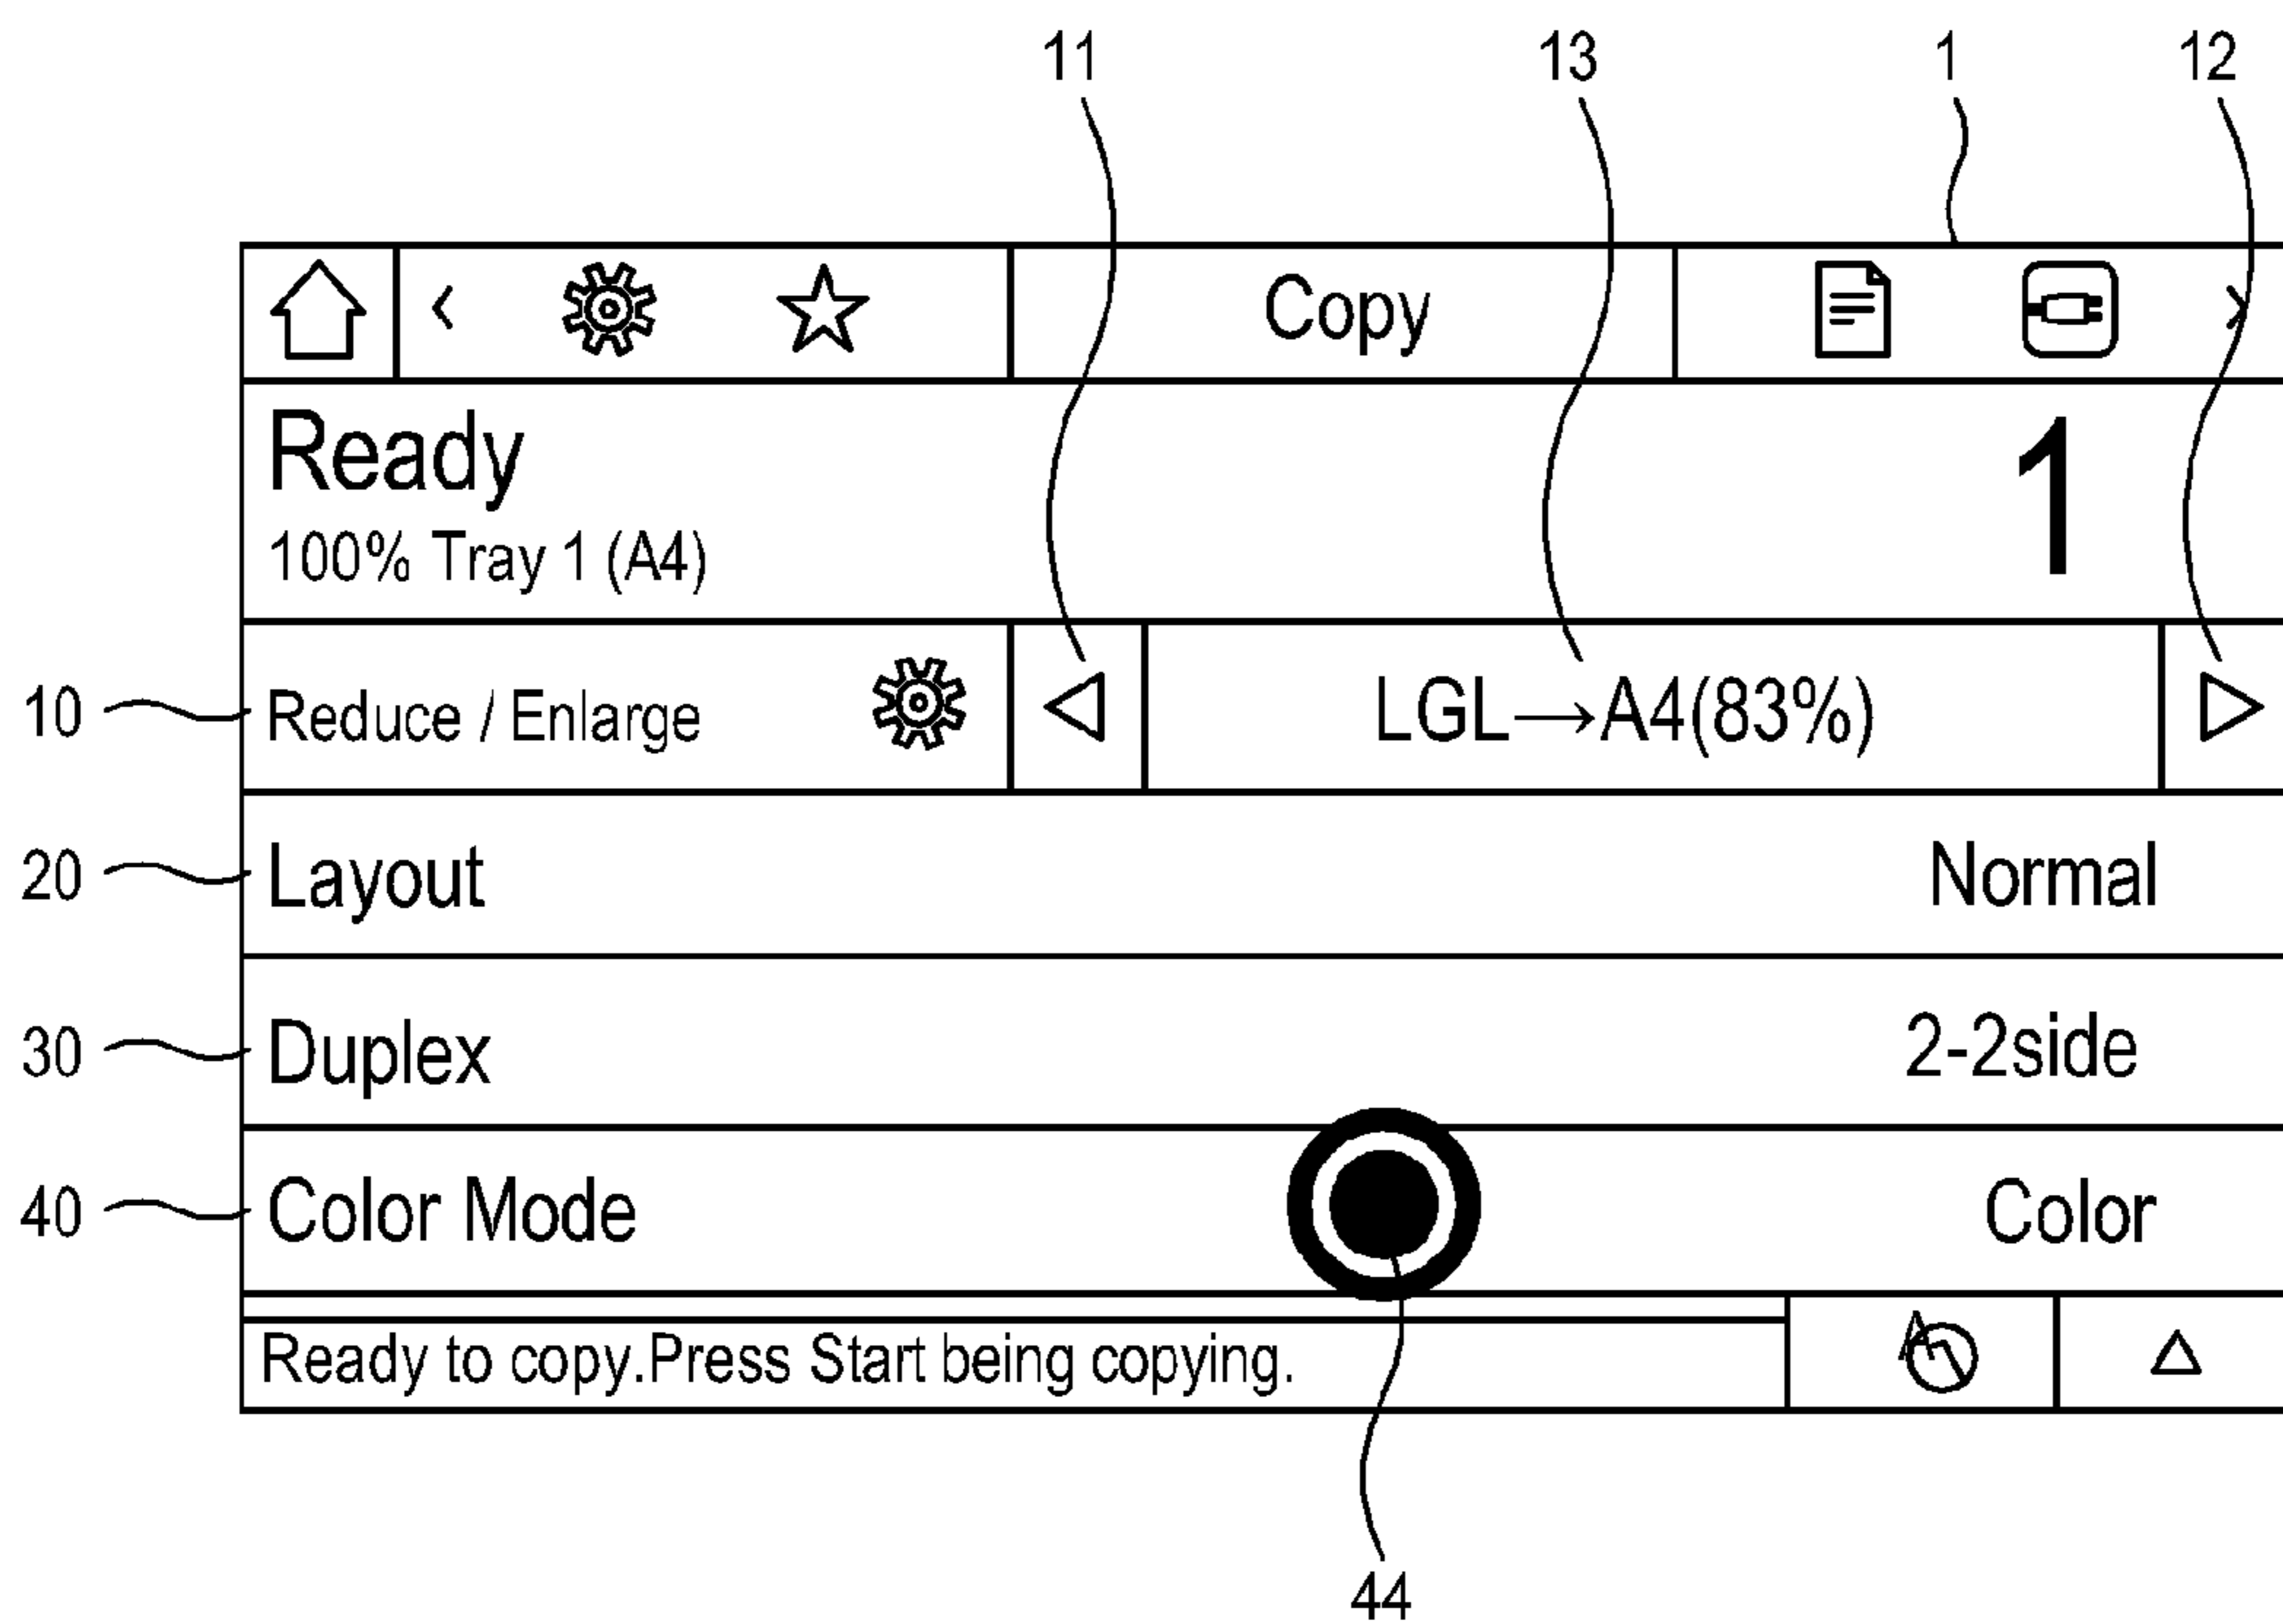 11 13 1 12
Copy
Ready 1
100% Tray 1 (A4)
10 Reduce / Enlarge LGL→A4(83%)
20 Layout Normal
30 Duplex 2-2side
40 Color Mode Color
Ready to copy.Press Start being copying.
44